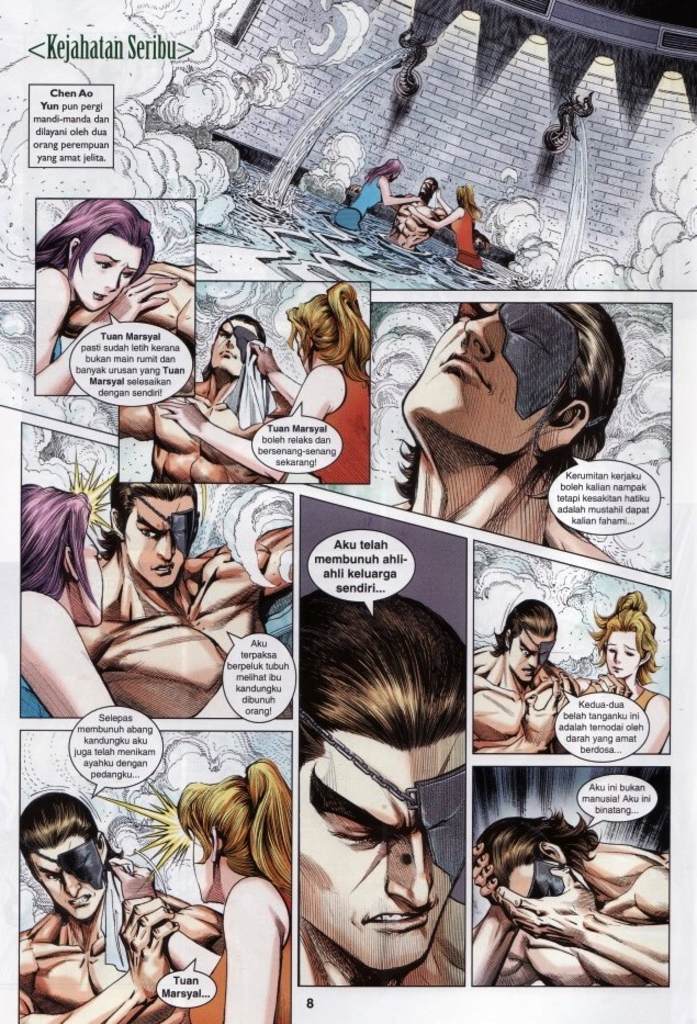 <Kejahatan Seribu>
Chen Ao
Yun pun pergi
mandi-manda dan
dilayani oleh dua
orang perempuan
yang amat jelita.
Tuan Marsyal
pasti sudah letih kerana
bukan main rumit dan
banyak urusan yang Tuan
Marsyal selesaikan
dengan sendiri!
Tuan Marsyal
boleh relaks dan
bersenang-senang
sekarang!
Kerumitan kerjaku
boleh kalian nampak
tetapi kesakitan hatiku
adalah mustahil dapat
kalian fahami...
Aku
terpaksa
berpeluk tubuh
melihat ibu
kandungku
dibunuh
orang!
Aku telah
membunuh ahli-
ahli keluarga
sendiri...
Kedua-dua
belah tanganku ini
adalah ternodai oleh
darah yang amat
berdosa...
Selepas
membunuh abang
kandungku aku
juga telah menikam
ayahku dengan
pedangku...
Tuan
Marsyal...
Aku ini bukan
manusia! Aku ini
binatang...
8